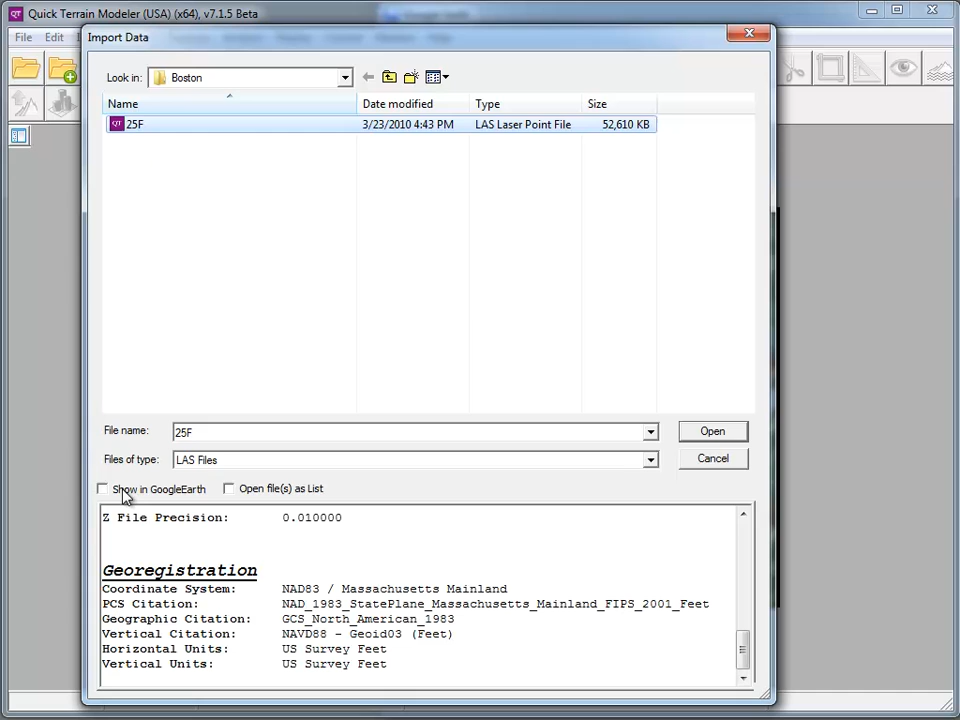 QT Quick Terrain Modeler (USA) (x64), v7.1.5 Beta
File Edit
Import Data
Look in: Boston
Name Date modified Type Size
QT 25F 3/23/2010 4:43 PM LAS Laser Point File 52,610 KB
File name: 25F Open
Files of type: LAS Files Cancel
Show in GoogleEarth Open file(s) as List
Z File Precision: 0.010000
Georegistration
Coordinate System: NAD83 / Massachusetts Mainland
PCS Citation: NAD_1983_StatePlane_Massachusetts_Mainland_FIPS_2001_Feet
Geographic Citation: GCS_North_American_1983
Vertical Citation: NAVD88 - Geoid03 (Feet)
Horizontal Units: US Survey Feet
Vertical Units: US Survey Feet